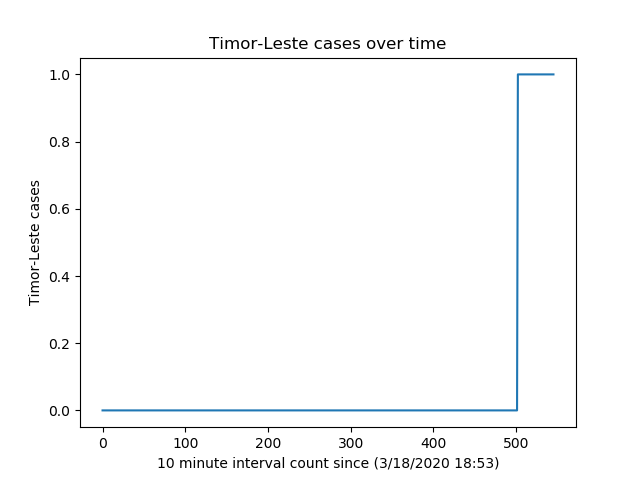 Timor-Leste cases over time
1.0
0.8
0.6
0.4
0.2
0.0
Timor-Leste cases
0 100 200 300 400 500
10 minute interval count since (3/18/2020 18:53)